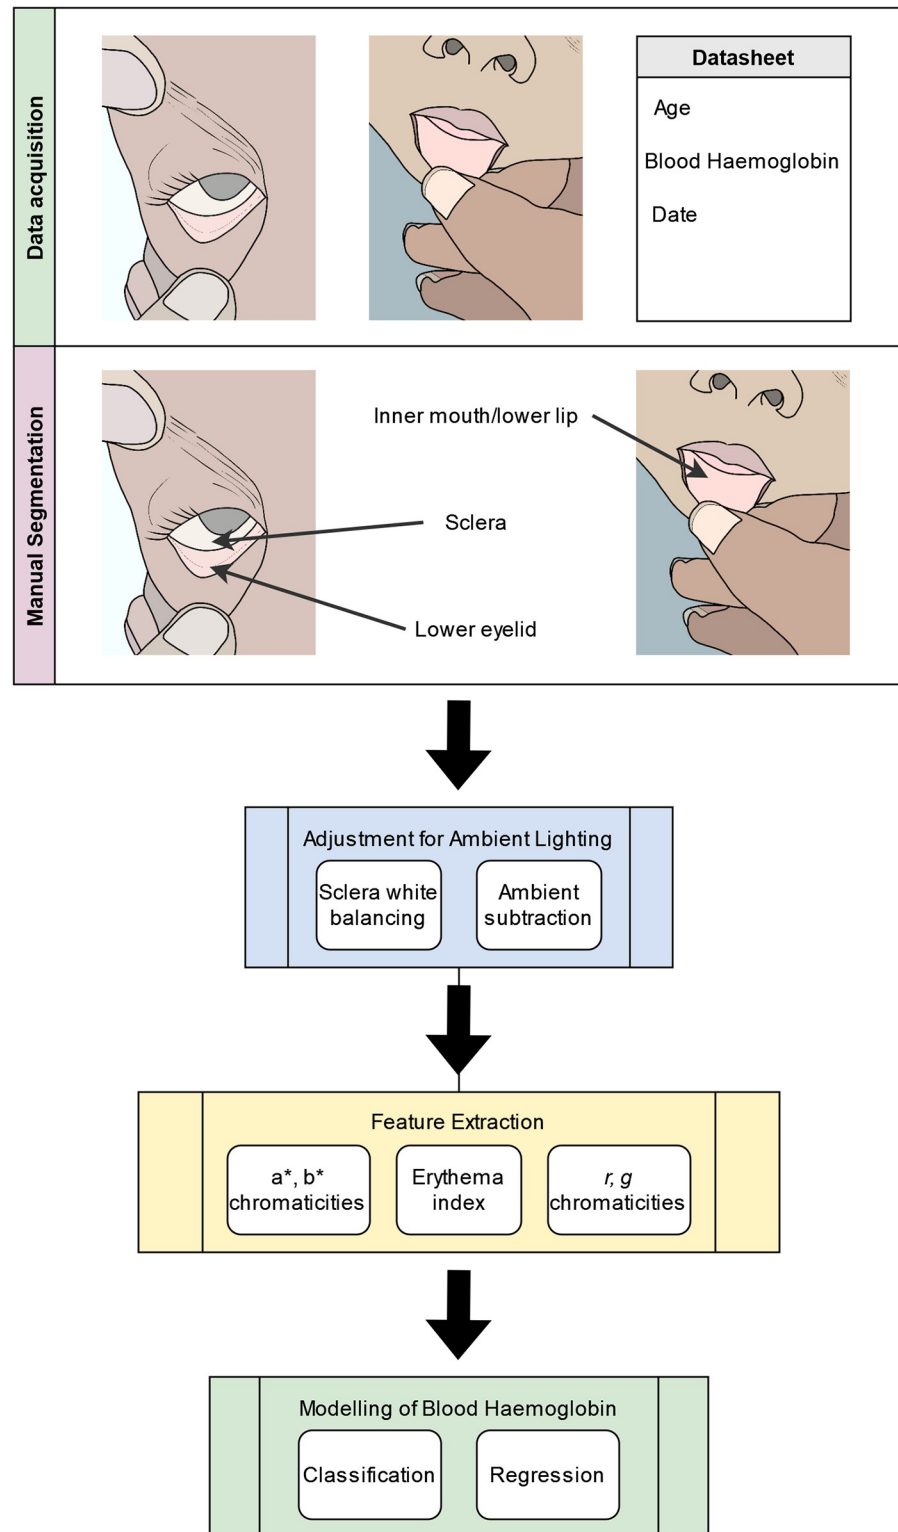 Data acquisition
Datasheet
Age
Blood Haemoglobin
Date
Manual Segmentation
Inner mouth/lower lip
Sclera
Lower eyelid
Adjustment for Ambient Lighting
Sclera white
balancing
Ambient
subtraction
Feature Extraction
a*, b*
chromaticities
Erythema
index
r, g
chromaticities
Modelling of Blood Haemoglobin
Classification
Regression